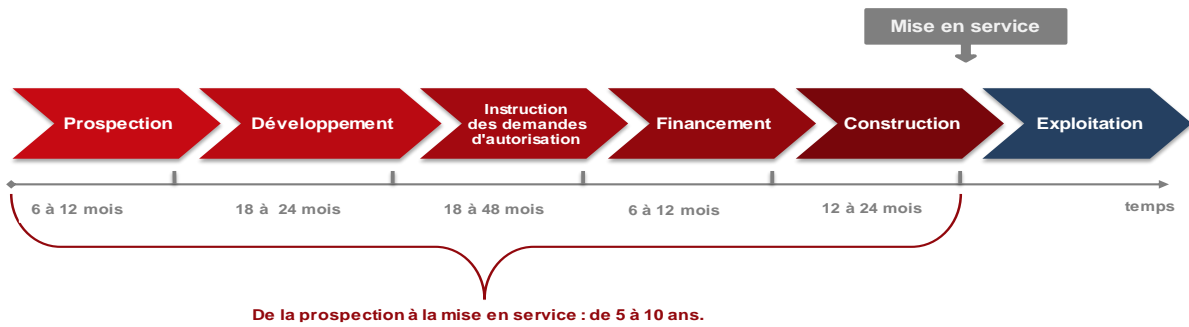 Mise en service
Prospection
Développement
Instruction
des demandes
d'autorisation
Financement
Construction
Exploitation
6 à 12 mois
18 à 24 mois
18 à 48 mois
6 à 12 mois
12 à 24 mois
temps
De la prospection à la mise en service : de 5 à 10 ans.